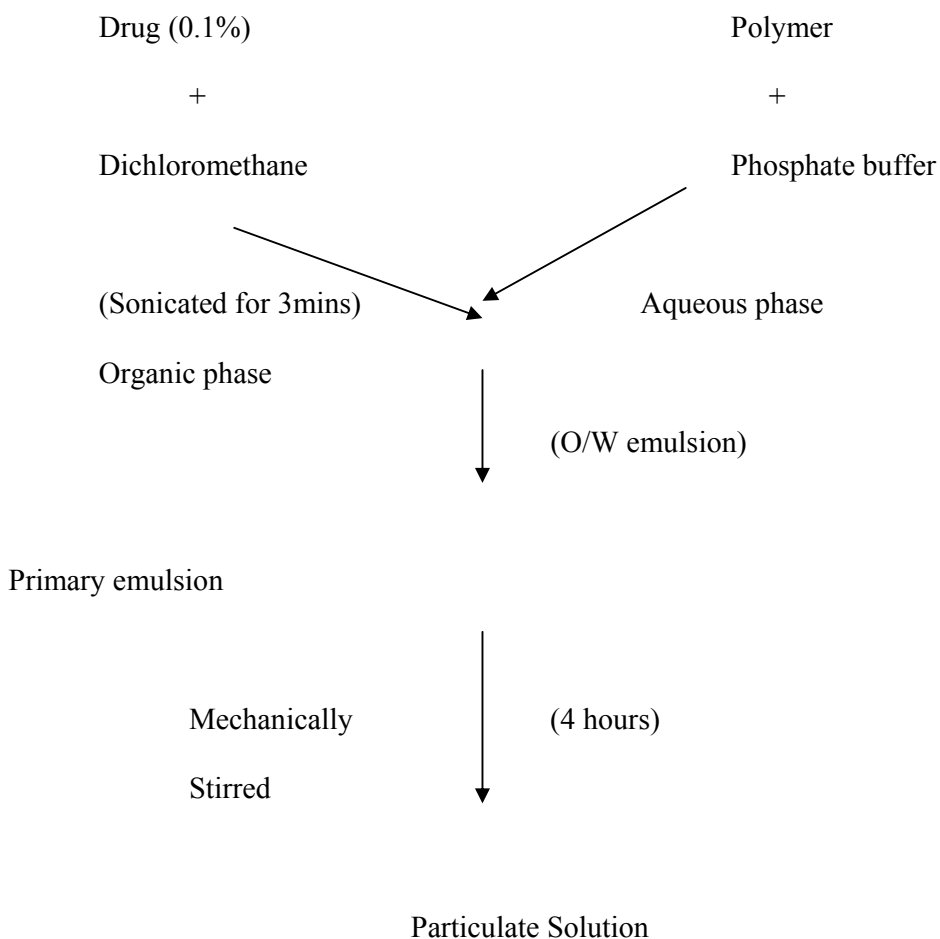 Drug (0.1%) Polymer
+ +
Dichloromethane Phosphate buffer
(Sonicated for 3mins) Aqueous phase
Organic phase
(O/W emulsion)
Primary emulsion
Mechanically (4 hours)
Stirred
Particulate Solution